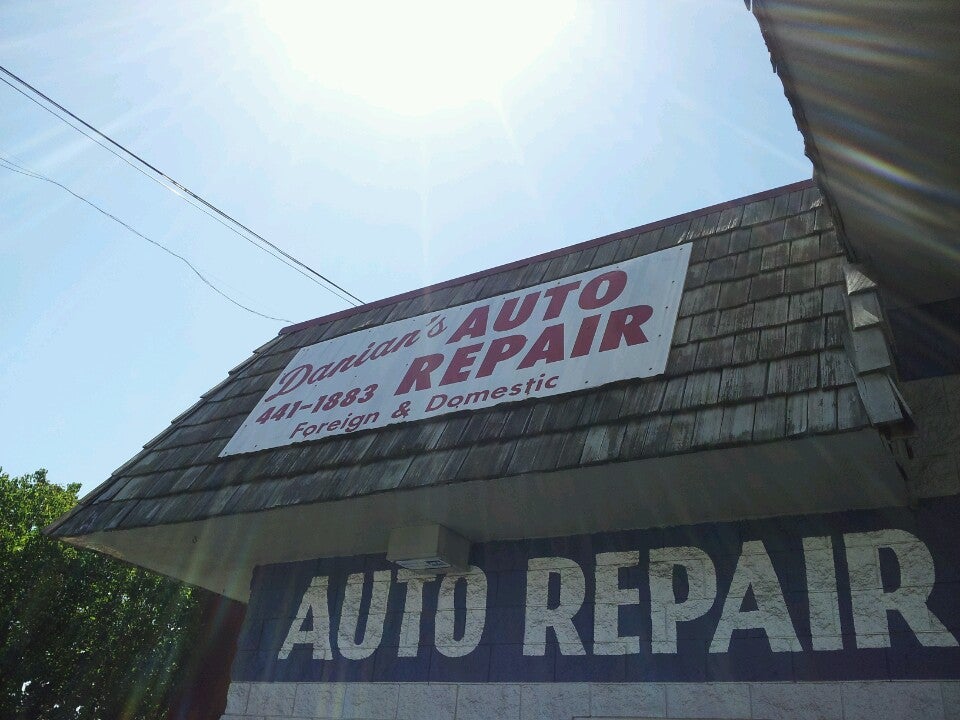 Danian's AUTO
441-1883 REPAIR
Foreign & Domestic
AUTO REPAIR